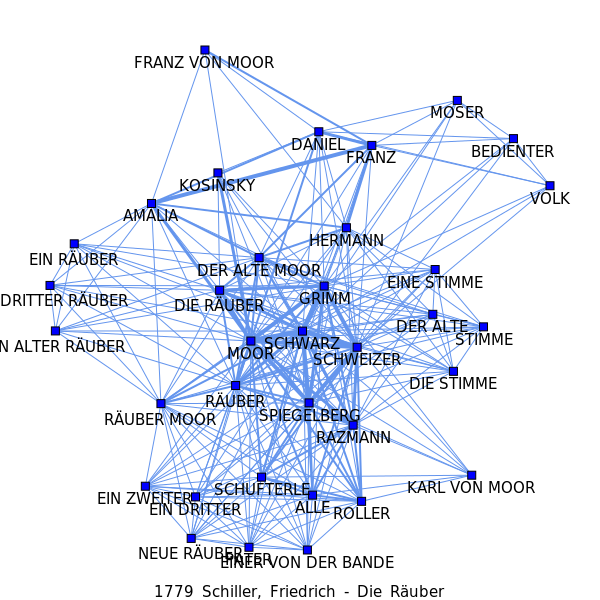 FRANZ VON MOOR
MOSER
DANIEL
BEDIENTER
FRANZ
KOSINSKY
VOLK
AMALIA
HERMANN
EIN RÄUBER
DER ALTE MOOR
EINE STIMME
DRITTER RÄUBER
DIE RÄUBER
GRIMM
DER ALTE
STIMME
N ALTER RÄUBER
SCHWARZ
MOOR
SCHWEIZER
DIE STIMME
RÄUBER
SPIEGELBERG
RÄUBER MOOR
RAZMANN
SCHUFTERLE
KARL VON MOOR
EIN ZWEITER
EIN DRITTER
ALLE
ROLLER
NEUE RÄUBER
PATER
EINER VON DER BANDE
1779 Schiller, Friedrich - Die Räuber